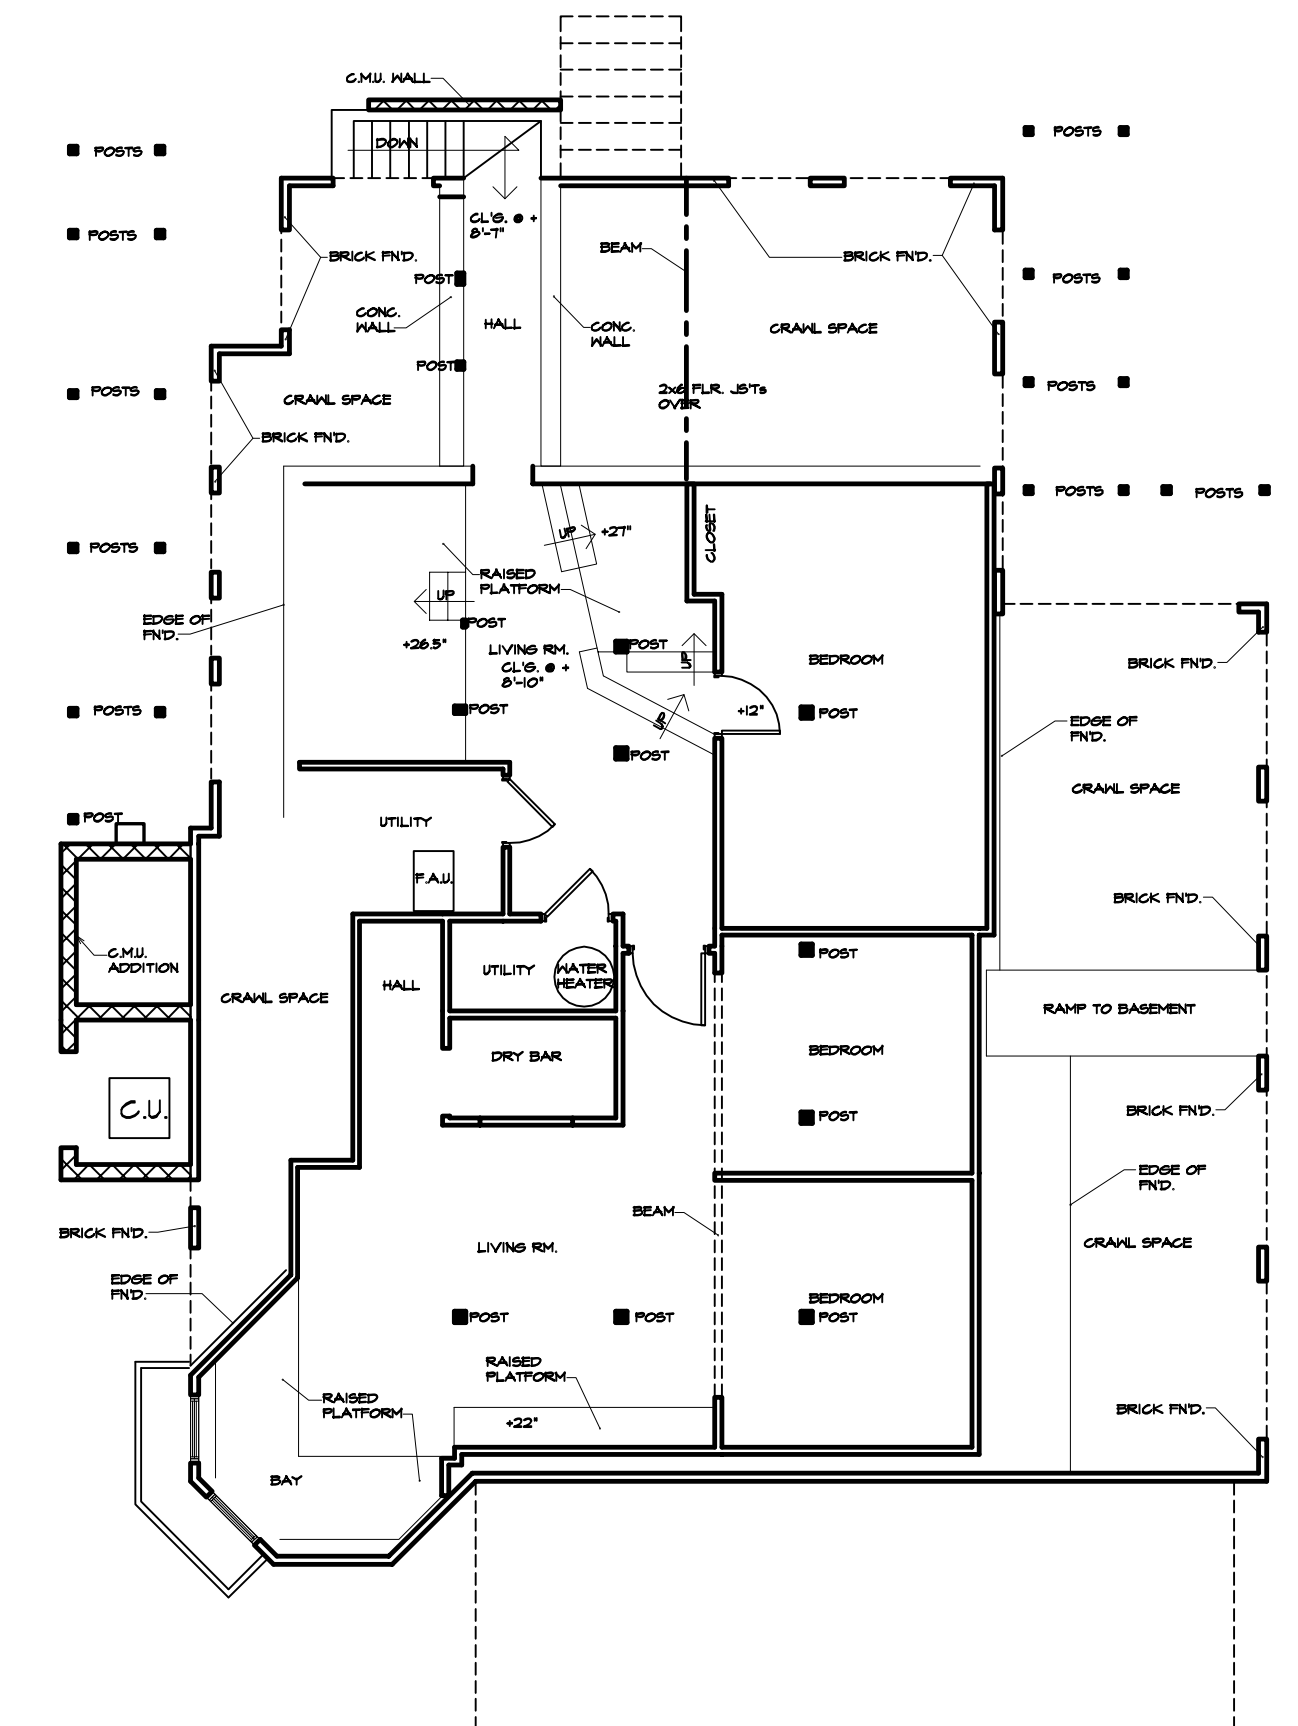 C.M.U. WALL
DOWN
POSTS
POSTS
POSTS
CL'G. @ +
8'-7"
POSTS
BEAM
BRICK FN'D.
BRICK FN'D.
POST
POSTS
CONC.
WALL
HALL
CONC.
WALL
CRAWL SPACE
POST
2x6 FLR. JS'Ts
OVER
POSTS
POSTS
CRAWL SPACE
BRICK FN'D.
POSTS
POSTS
CLOSET
UP
+27"
POSTS
RAISED
PLATFORM
UP
EDGE OF
FN'D.
POST
+26.5"
LIVING RM.
CL'G. @ +
8'-10"
POST
UP
BEDROOM
BRICK FN'D.
POSTS
POST
UP
+12"
POST
EDGE OF
FN'D.
POST
CRAWL SPACE
POST
UTILITY
F.A.U.
BRICK FN'D.
C.M.U.
ADDITION
POST
UTILITY
WATER
HEATER
HALL
CRAWL SPACE
RAMP TO BASEMENT
DRY BAR
BEDROOM
C.U.
POST
BRICK FN'D.
EDGE OF
FN'D.
BEAM
BRICK FN'D.
LIVING RM.
CRAWL SPACE
EDGE OF
FN'D.
BEDROOM
POST
POST
POST
RAISED
PLATFORM
RAISED
PLATFORM
+22"
BRICK FN'D.
BAY